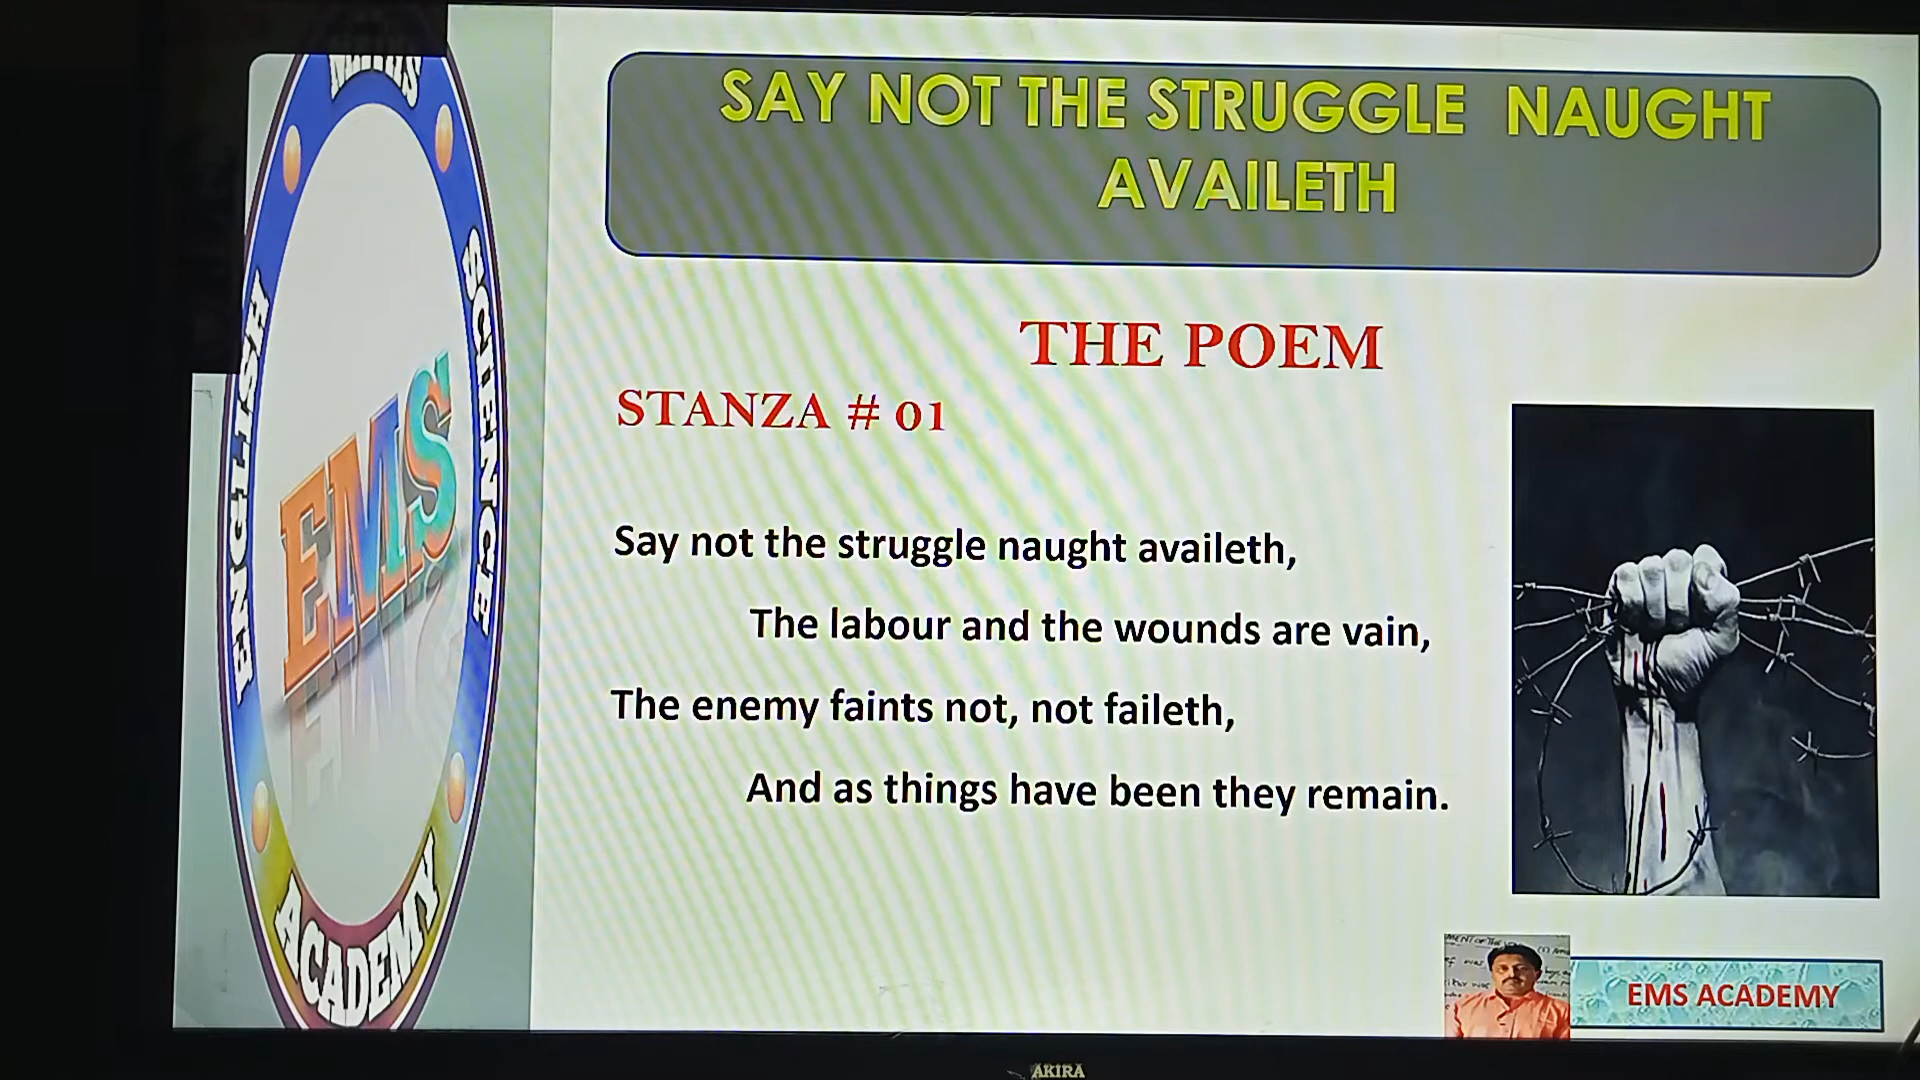 SAY NOT THE STRUGGLE NAUGHT
AVAILETH
THE POEM
STANZA # 01
Say not the struggle naught availeth,
The labour and the wounds are vain,
The enemy faints not, not faileth,
And as things have been they remain.
ENGLISH
SCIENCE
EMS
ACADEMY
EMS ACADEMY
AKIRA